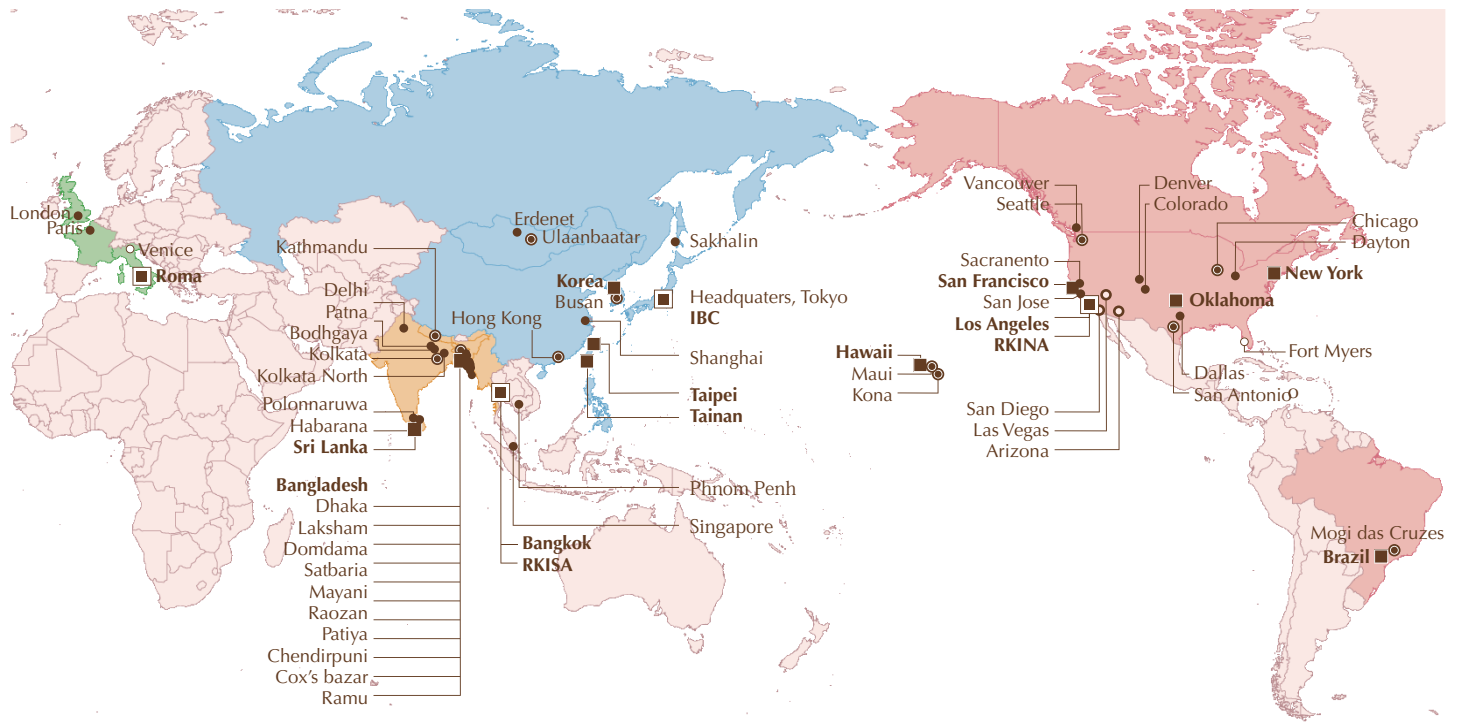 London
Paris
Venice
Roma
Kathmandu
Delhi
Patna
Bodhgaya
Kolkata
Kolkata North
Polonnaruwa
Habarana
Sri Lanka
Bangladesh
Dhaka
Laksham
Domdama
Satbaria
Mayani
Raozan
Patiya
Chendirpuni
Cox's bazar
Ramu
Erdenet
Ulaanbaatar
Sakhalin
Korea
Busan
Headquaters, Tokyo
IBC
Hong Kong
Shanghai
Taipei
Tainan
Phnom Penh
Singapore
Bangkok
RKISA
Hawaii
Maui
Kona
Vancouver
Seattle
Denver
Colorado
Chicago
Dayton
Sacranento
San Francisco
San Jose
Los Angeles
RKINA
New York
Oklahoma
Fort Myers
Dallas
San Antonio
San Diego
Las Vegas
Arizona
Mogi das Cruzes
Brazil